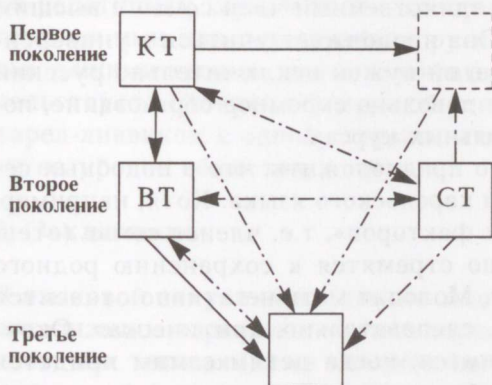 Первое
поколение
КТ
Второе
поколение
ВТ
СТ
Третье
поколение